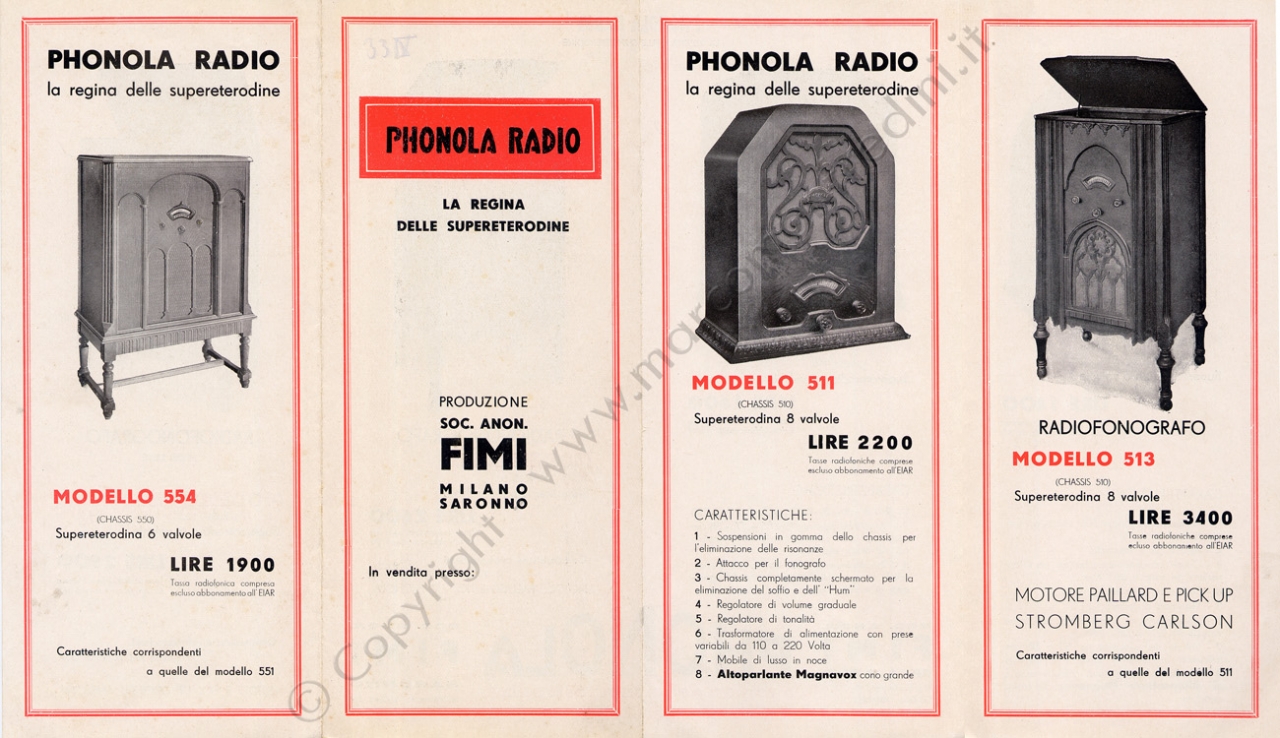 PHONOLA RADIO
la regina delle supereterodine
MODELLO 554
(CHASSIS 550)
Supereterodina 6 valvole
LIRE 1900
Tassa radiofonica compresa
escluso abbonamento all'EIAR
Caratteristiche corrispondenti
a quelle del modello 551
33 IV
PHONOLA RADIO
LA REGINA
DELLE SUPERETERODINE
PRODUZIONE
SOC. ANON.
FIMI
MILANO
SARONNO
In vendita presso:
PHONOLA RADIO
la regina delle supereterodine
MODELLO 511
(CHASSIS 510)
Supereterodina 8 valvole
LIRE 2200
Tasse radiofoniche comprese
escluso abbonamento all'EIAR
CARATTERISTICHE:
1 - Sospensioni in gomma dello chassis per
l'eliminazione delle risonanze
2 - Attacco per il fonografo
3 - Chassis completamente schermato per la
eliminazione del soffio e dell' "Hum"
4 - Regolatore di volume graduale
5 - Regolatore di tonalità
6 - Trasformatore di alimentazione con prese
variabili da 110 a 220 Volta
7 - Mobile di lusso in noce
8 - Altoparlante Magnavox cono grande
RADIOFONOGRAFO
MODELLO 513
(CHASSIS 510)
Supereterodina 8 valvole
LIRE 3400
Tasse radiofoniche comprese
ecluso abbonamento all'EIAR
MOTORE PAILLARD E PICK UP
STROMBERG CARLSON
Caratteristiche corrispondenti
a quelle del modello 511
© Copyright